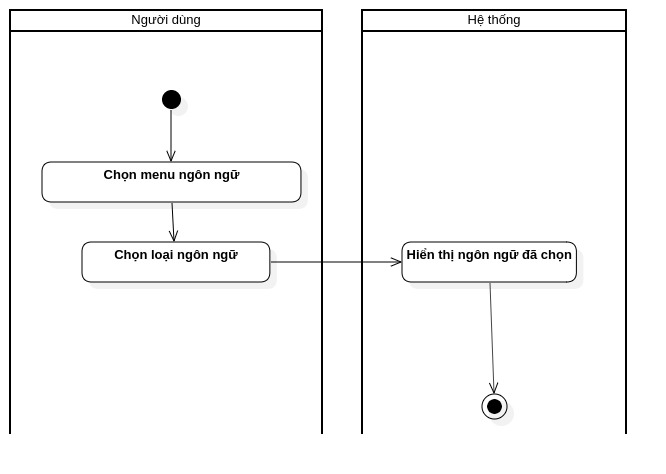 Người dùng
Hệ thống
Chọn menu ngôn ngữ
Chọn loại ngôn ngữ
Hiển thị ngôn ngữ đã chọn